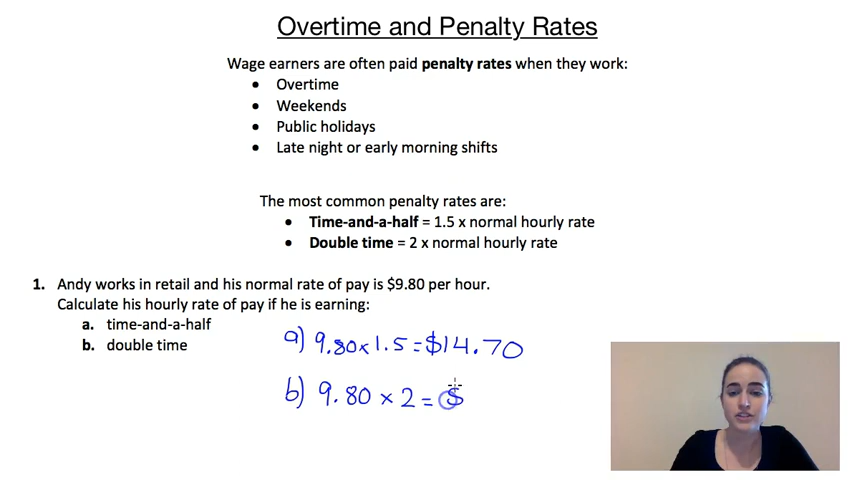 Overtime and Penalty Rates
Wage earners are often paid penalty rates when they work:
• Overtime
• Weekends
• Public holidays
• Late night or early morning shifts
The most common penalty rates are:
• Time-and-a-half = 1.5 x normal hourly rate
• Double time = 2 x normal hourly rate
1. Andy works in retail and his normal rate of pay is $9.80 per hour.
Calculate his hourly rate of pay if he is earning:
a. time-and-a-half
b. double time
a) 9.80 x 1.5 = $14.70
b) 9.80 x 2 = $